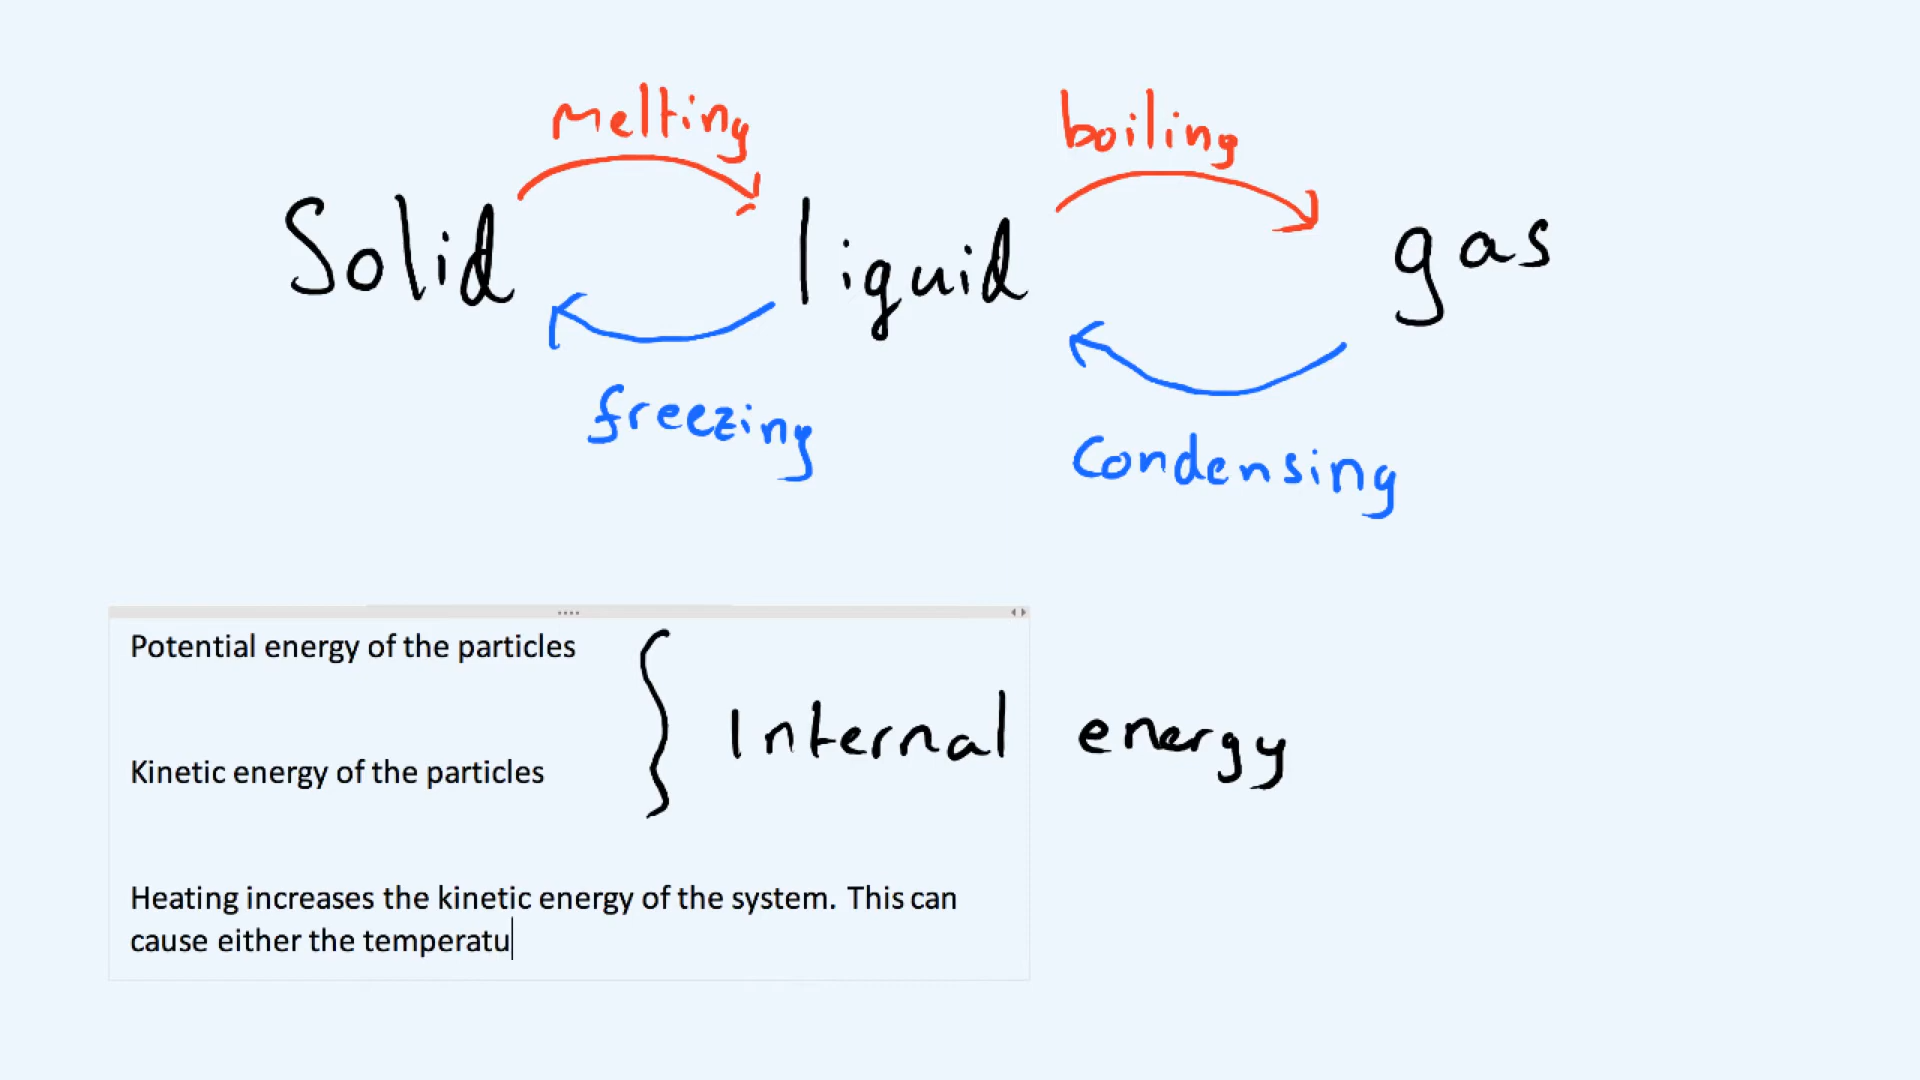 melting
boiling
Solid
liquid
gas
freezing
Condensing
Potential energy of the particles
Internal energy
Kinetic energy of the particles
Heating increases the kinetic energy of the system. This can
cause either the temperatu